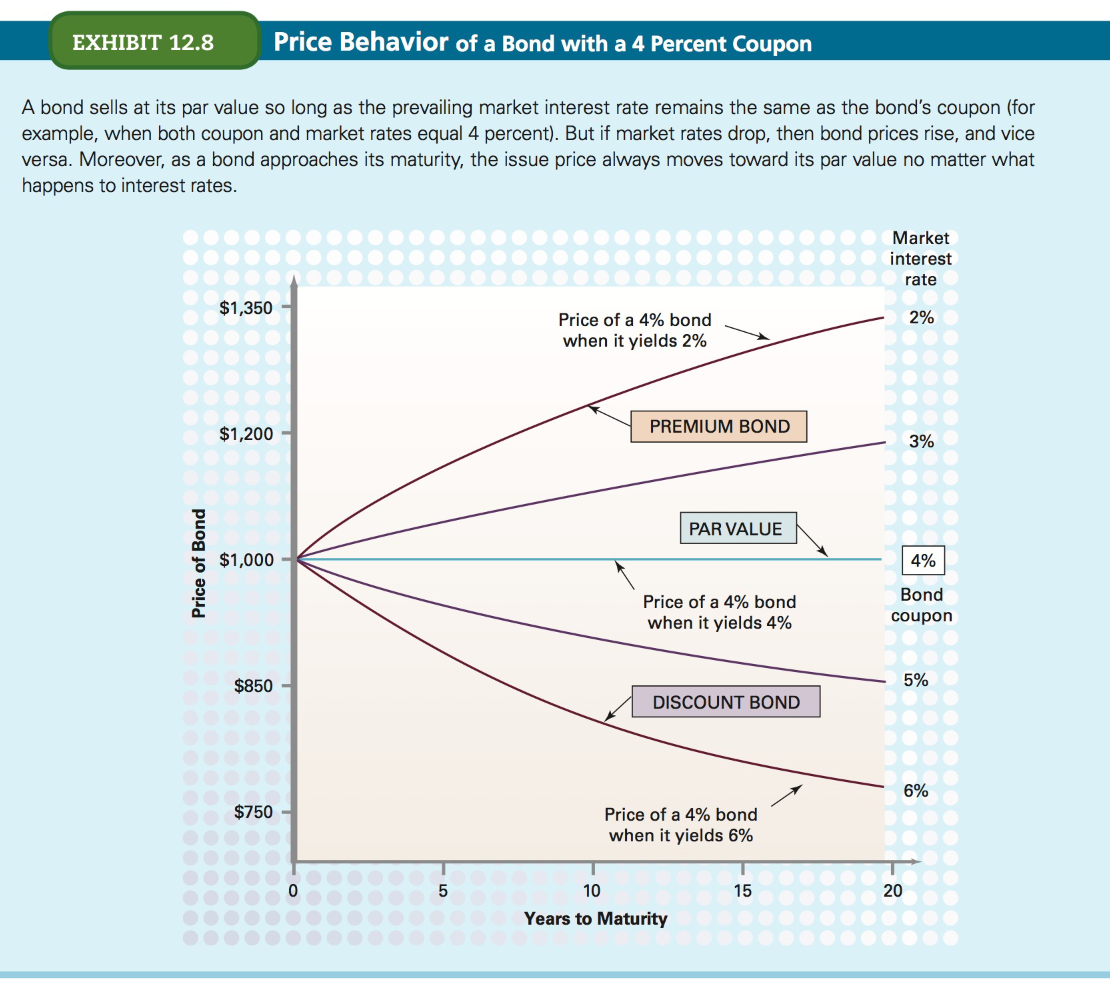 EXHIBIT 12.8
Price Behavior of a Bond with a 4 Percent Coupon
A bond sells at its par value so long as the prevailing market interest rate remains the same as the bond's coupon (for
example, when both coupon and market rates equal 4 percent). But if market rates drop, then bond prices rise, and vice
versa. Moreover, as a bond approaches its maturity, the issue price always moves toward its par value no matter what
happens to interest rates.
Market
interest
rate
$1,350
Price of a 4% bond
when it yields 2%
2%
PREMIUM BOND
$1,200
3%
PAR VALUE
Price of Bond
$1,000
4%
Price of a 4% bond
when it yields 4%
Bond
coupon
$850
5%
DISCOUNT BOND
6%
$750
Price of a 4% bond
when it yields 6%
0
5
10
15
20
Years to Maturity